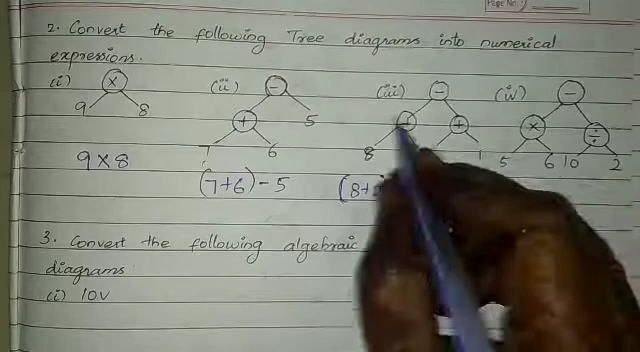 Page No.
2. Convert the following Tree diagrams into numerical
expressions.
(i) × 9 8
(ii) - + 5 7 6
(iii) - + 8 + 1
(iv) - × ÷ 5 6 10 2
9 × 8
(7+6) - 5
(8+
3. Convert the following algebraic
diagrams
(i) 10v